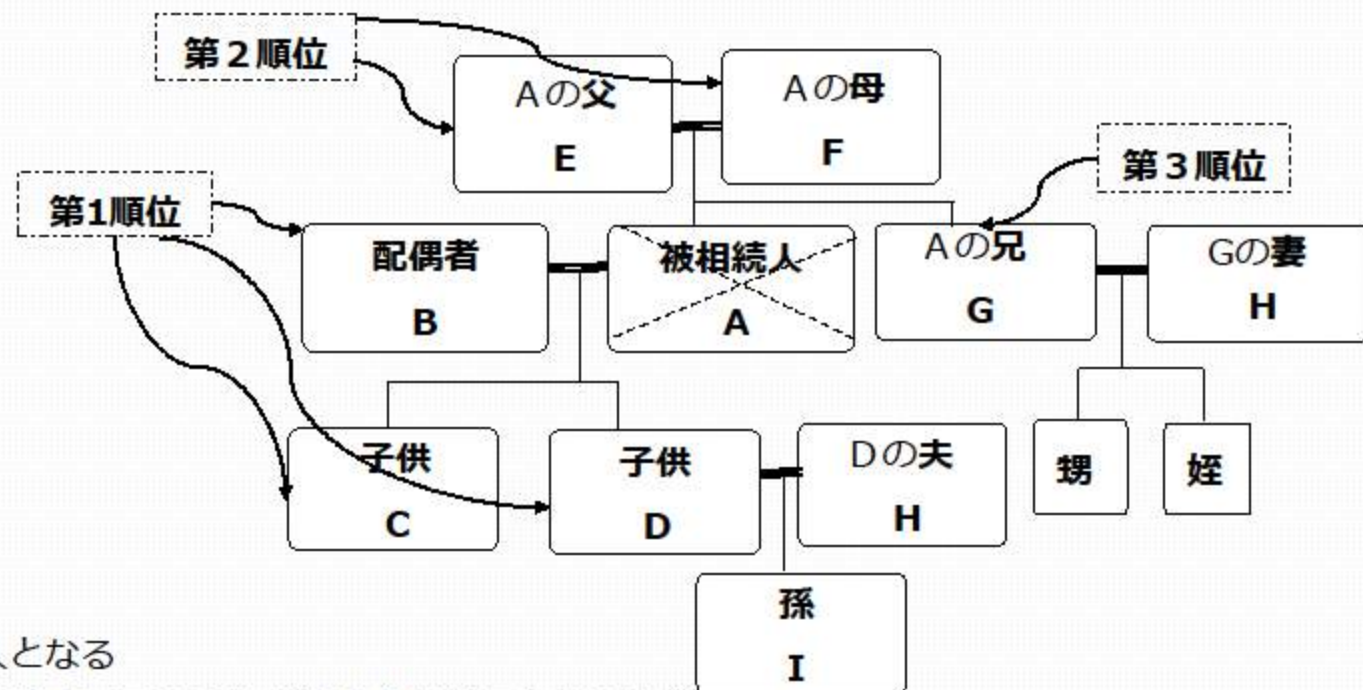 第２順位
Ａの父
E
Ａの母
F
第３順位
第1順位
配偶者
B
被相続人
A
Ａの兄
G
Gの妻
H
子供
C
子供
D
Ｄの夫
H
甥
姪
孫
I
となる